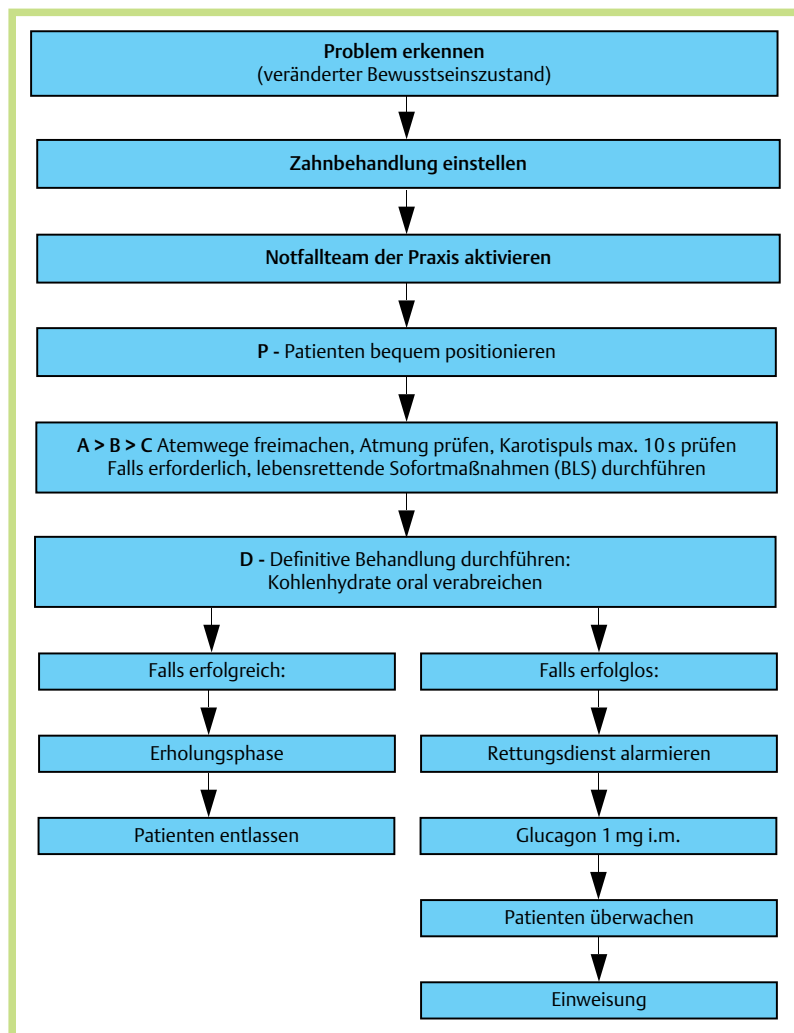 Problem erkennen
(veränderter Bewusstseinszustand)
Zahnbehandlung einstellen
Notfallteam der Praxis aktivieren
P - Patienten bequem positionieren
A > B > C Atemwege freimachen, Atmung prüfen, Karotispuls max. 10 s prüfen
Falls erforderlich, lebensrettende Sofortmaßnahmen (BLS) durchführen
D - Definitive Behandlung durchführen:
Kohlenhydrate oral verabreichen
Falls erfolgreich:
Erholungsphase
Patienten entlassen
Falls erfolglos:
Rettungsdienst alarmieren
Glucagon 1 mg i.m.
Patienten überwachen
Einweisung